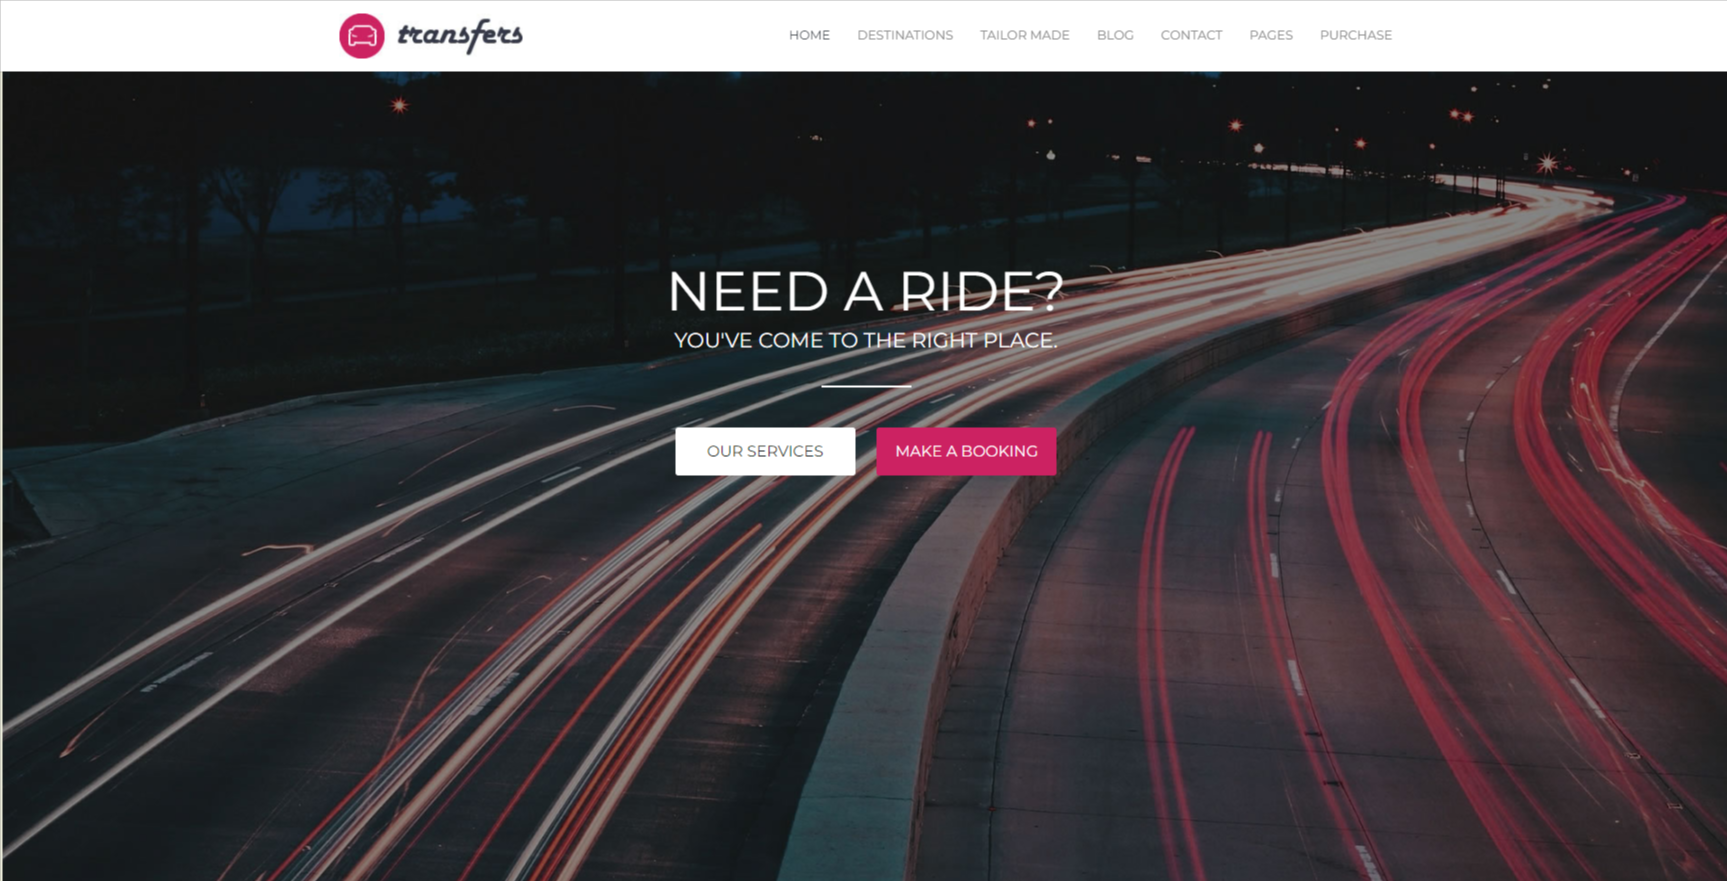 transfers
HOME DESTINATIONS TAILOR MADE BLOG CONTACT PAGES PURCHASE
NEED A RIDE?
YOU'VE COME TO THE RIGHT PLACE.
OUR SERVICES MAKE A BOOKING